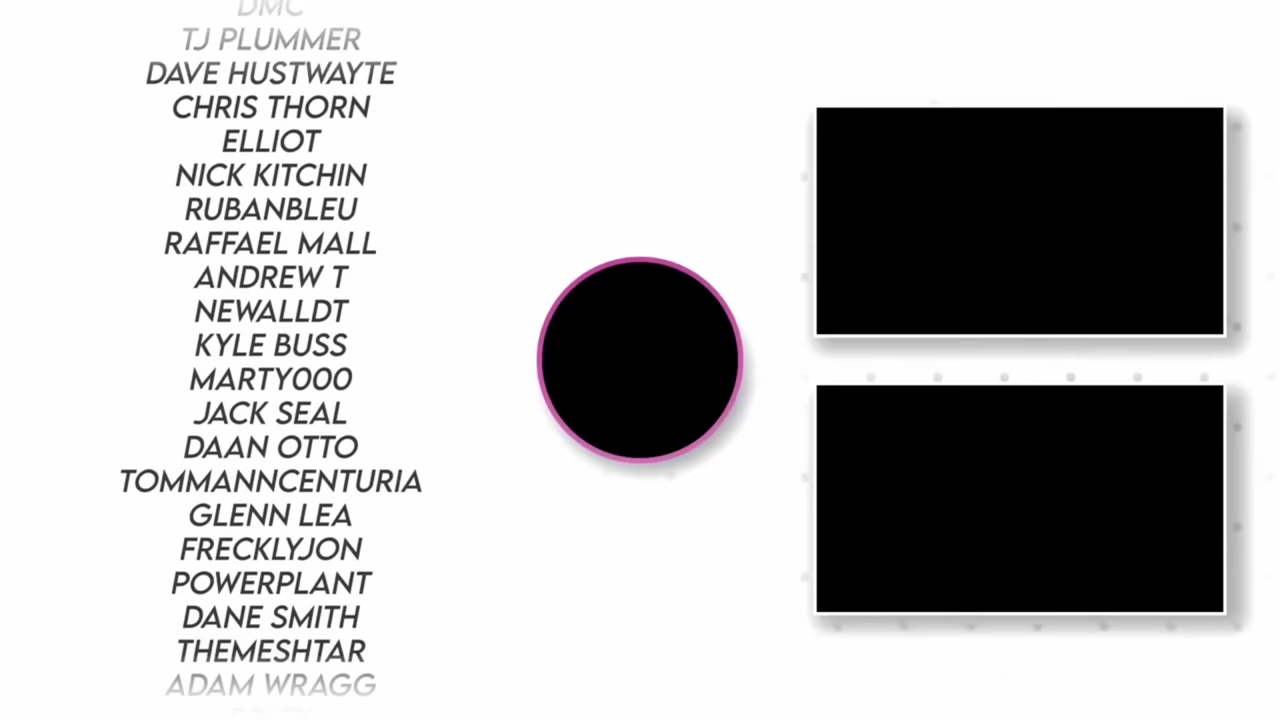 DMC
TJ PLUMMER
DAVE HUSTWAYTE
CHRIS THORN
ELLIOT
NICK KITCHIN
RUBANBLEU
RAFFAEL MALL
ANDREW T
NEWALLDT
KYLE BUSS
MARTY000
JACK SEAL
DAAN OTTO
TOMMANNCENTURIA
GLENN LEA
FRECKLYJON
POWERPLANT
DANE SMITH
THEMESHTAR
ADAM WRAGG